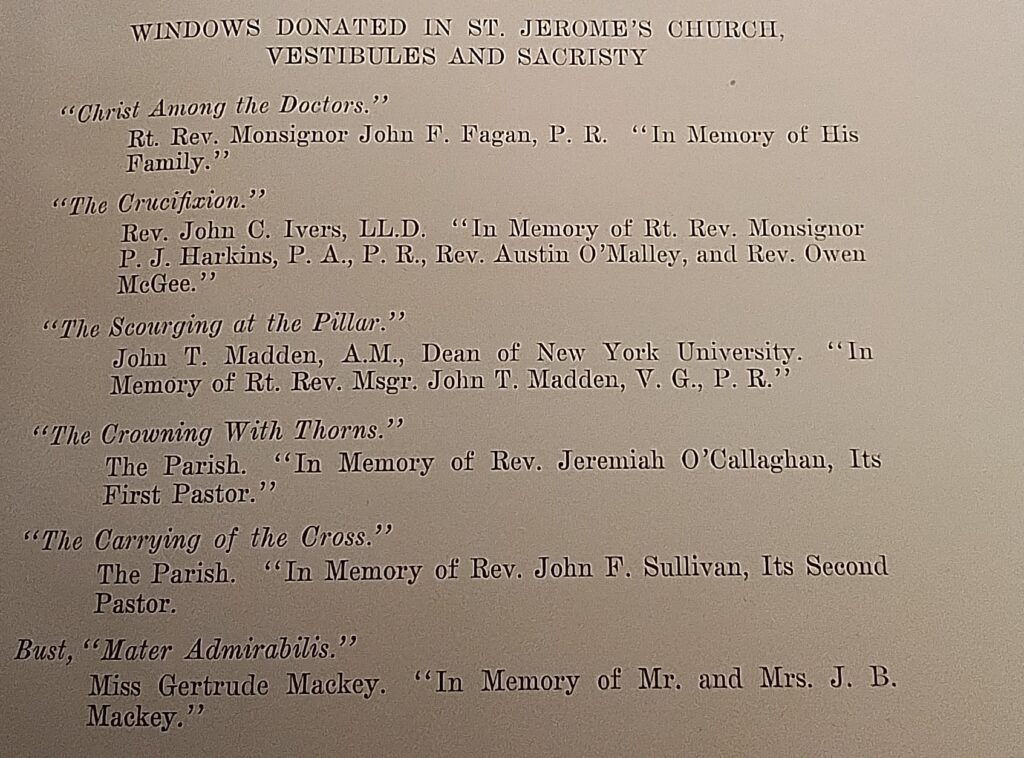 WINDOWS DONATED IN ST. JEROME'S CHURCH,
VESTIBULES AND SACRISTY
"Christ Among the Doctors."
Rt. Rev. Monsignor John F. Fagan, P. R. "In Memory of His
Family."
"The Crucifixion."
Rev. John C. Ivers, LL.D. "In Memory of Rt. Rev. Monsignor
P. J. Harkins, P. A., P. R., Rev. Austin O'Malley, and Rev. Owen
McGee."
"The Scourging at the Pillar."
John T. Madden, A.M., Dean of New York University. "In
Memory of Rt. Rev. Msgr. John T. Madden, V. G., P. R."
"The Crowning With Thorns."
The Parish. "In Memory of Rev. Jeremiah O'Callaghan, Its
First Pastor."
"The Carrying of the Cross."
The Parish. "In Memory of Rev. John F. Sullivan, Its Second
Pastor.
Bust, "Mater Admirabilis."
Miss Gertrude Mackey. "In Memory of Mr. and Mrs. J. B.
Mackey."